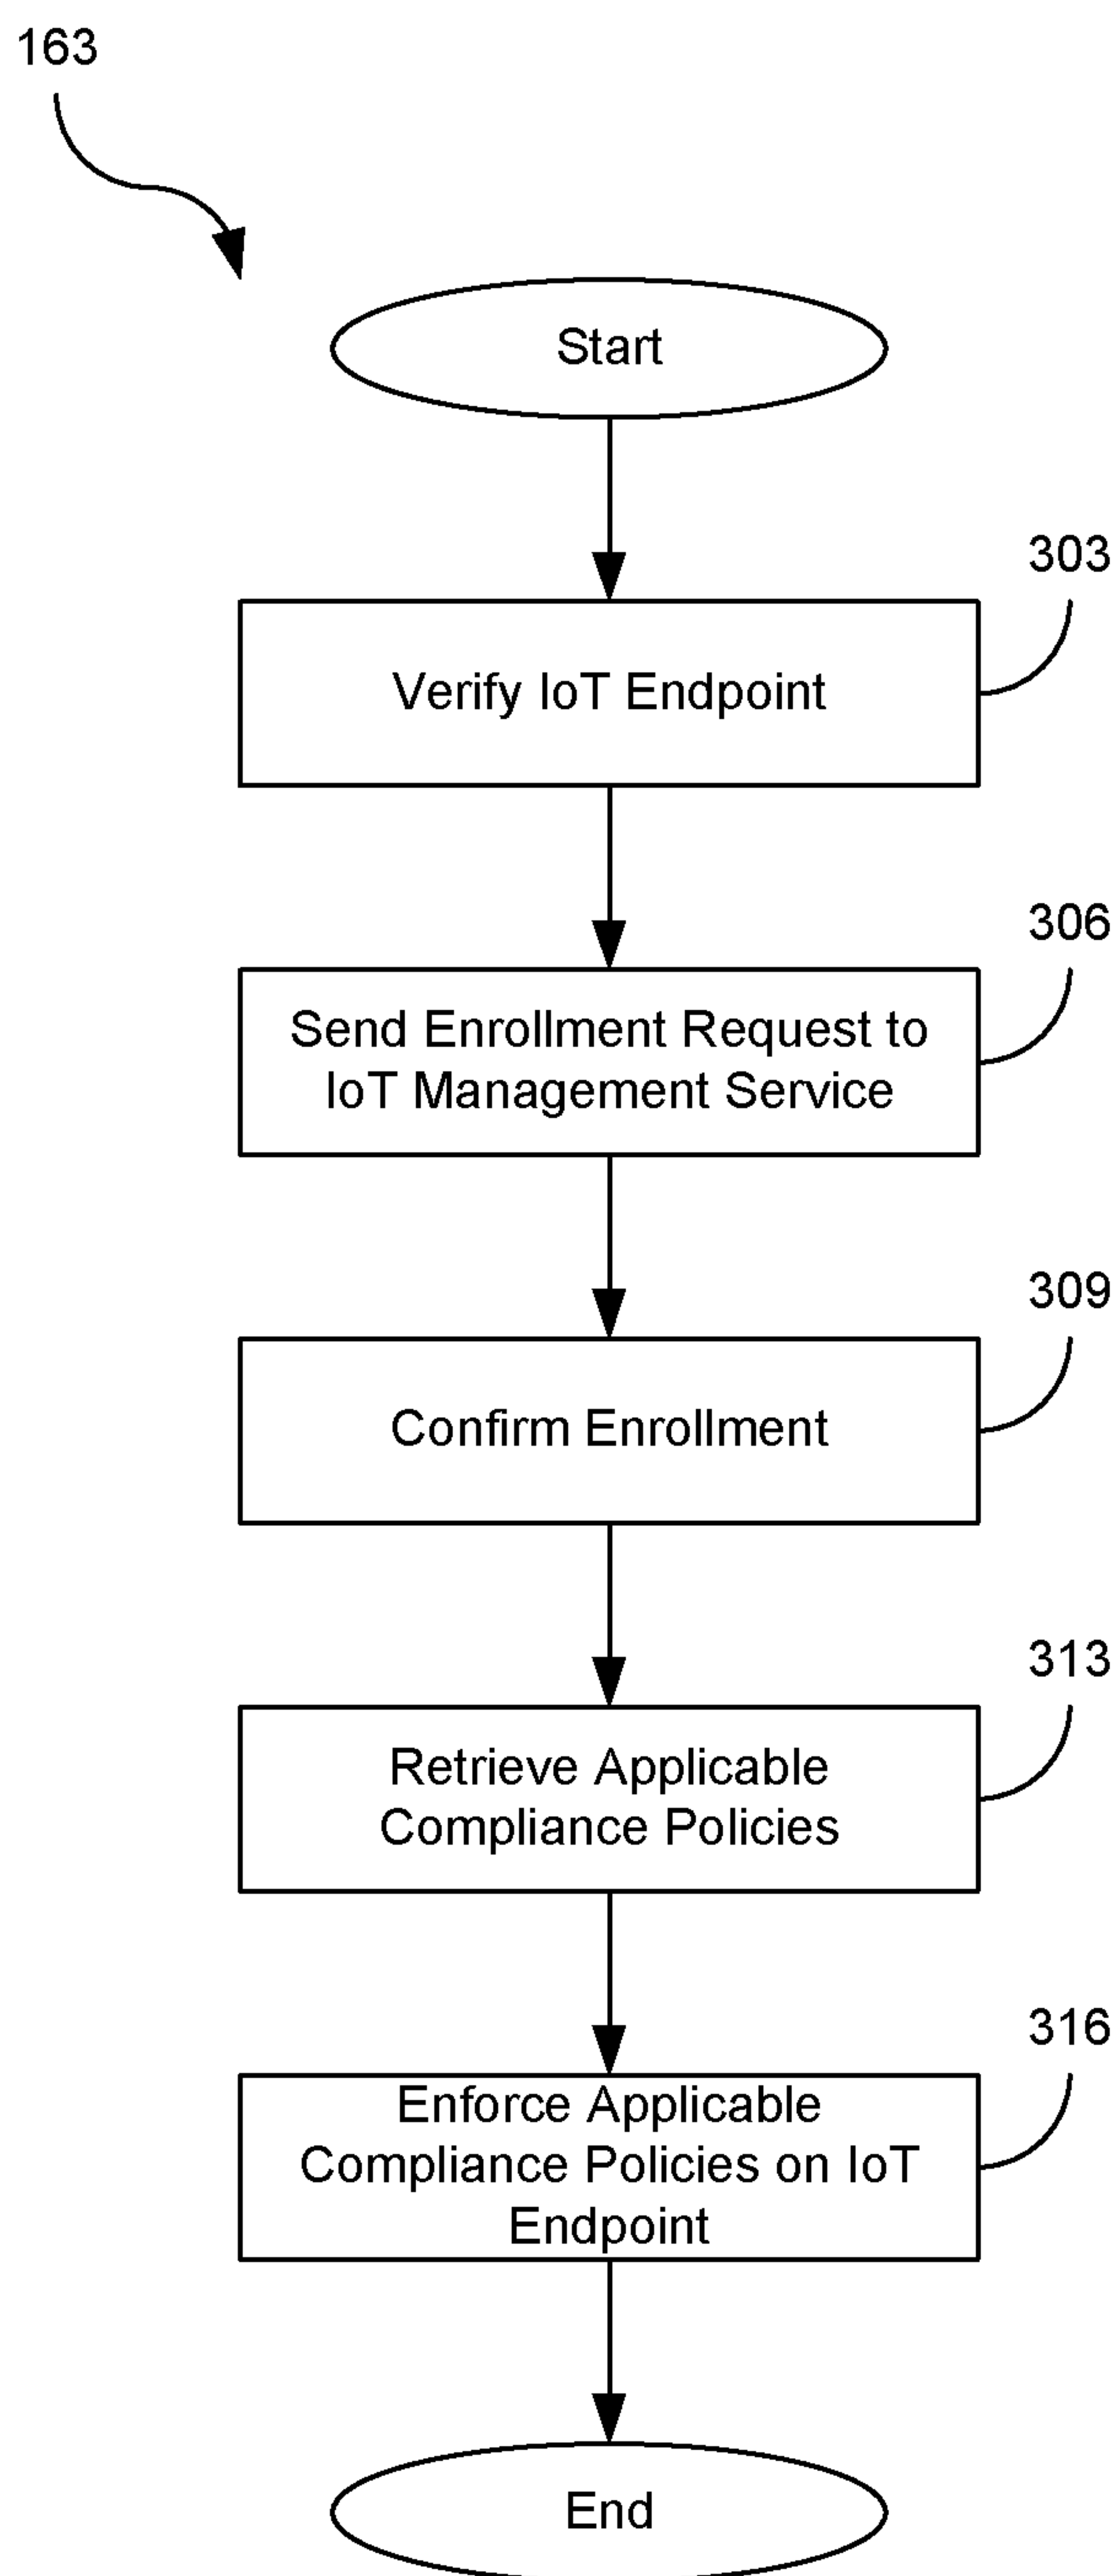 163
Start
303
Verify IoT Endpoint
306
Send Enrollment Request to
IoT Management Service
309
Confirm Enrollment
313
Retrieve Applicable
Compliance Policies
316
Enforce Applicable
Compliance Policies on IoT
Endpoint
End